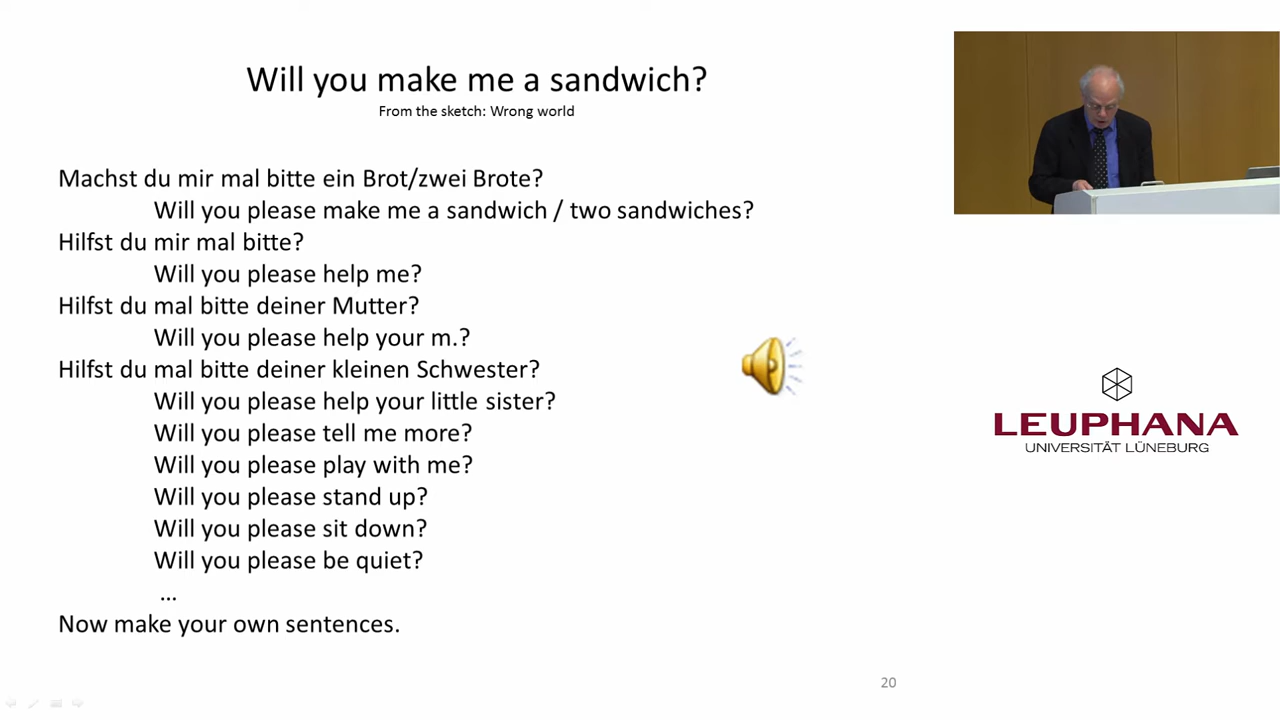 Will you make me a sandwich?
From the sketch: Wrong world
Machst du mir mal bitte ein Brot/zwei Brote?
Will you please make me a sandwich / two sandwiches?
Hilfst du mir mal bitte?
Will you please help me?
Hilfst du mal bitte deiner Mutter?
Will you please help your m.?
Hilfst du mal bitte deiner kleinen Schwester?
Will you please help your little sister?
Will you please tell me more?
Will you please play with me?
Will you please stand up?
Will you please sit down?
Will you please be quiet?
…
Now make your own sentences.
20
LEUPHANA
UNIVERSITÄT LÜNEBURG